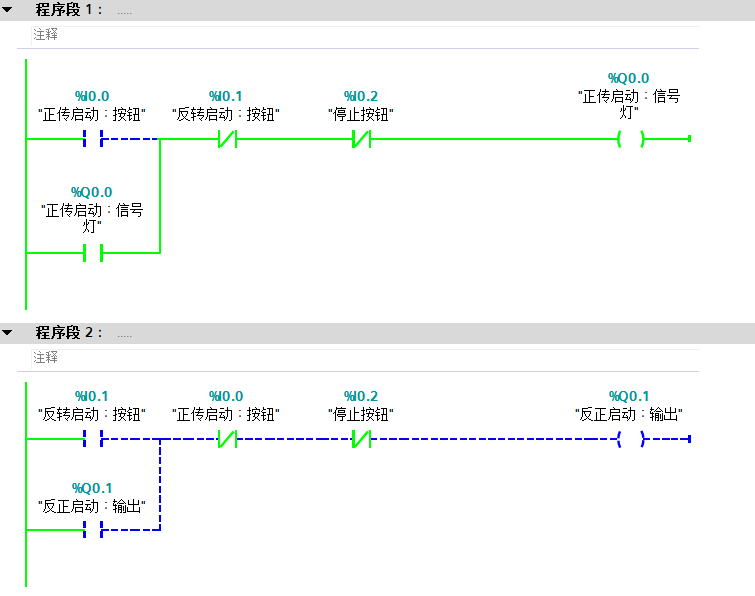 程序段 1： .....
注释
%I0.0
"正传启动：按钮"
%I0.1
"反转启动：按钮"
%I0.2
"停止按钮"
%Q0.0
"正传启动：信号
灯"
%Q0.0
"正传启动：信号
灯"
程序段 2： .....
注释
%I0.1
"反转启动：按钮"
%I0.0
"正传启动：按钮"
%I0.2
"停止按钮"
%Q0.1
"反正启动：输出"
%Q0.1
"反正启动：输出"